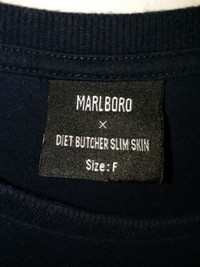 MARLBORO
×
DIET BUTCHER SLIM SKIN
Size: F